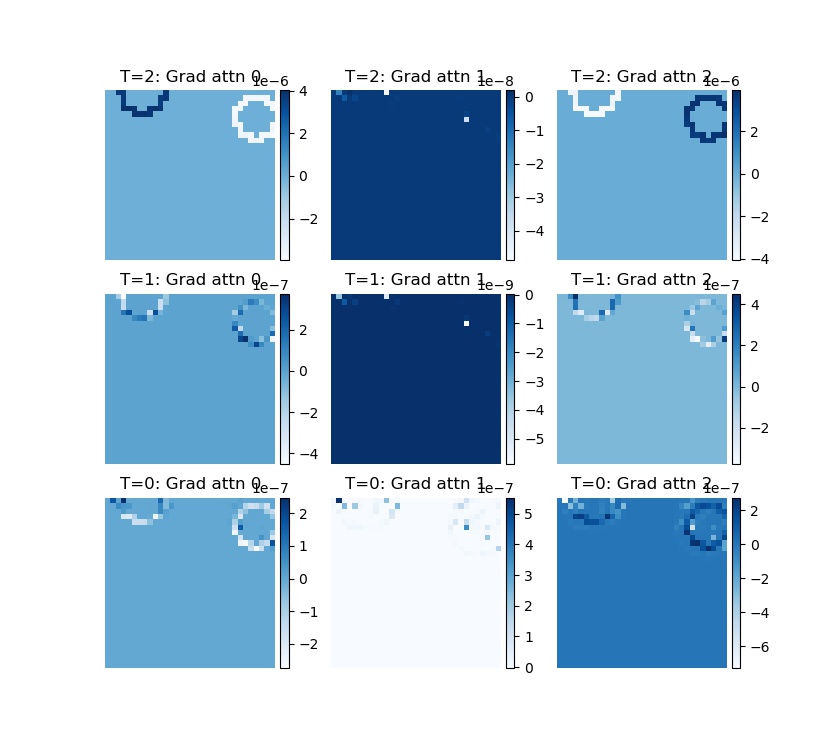 T=2: Grad attn 0
1e−6
T=2: Grad attn 1
1e−8
T=2: Grad attn 2
1e−6
4
2
0
−2
0
−1
−2
−3
−4
2
0
−2
−4
T=1: Grad attn 0
1e−7
T=1: Grad attn 1
1e−9
T=1: Grad attn 2
1e−7
2
0
−2
−4
0
−1
−2
−3
−4
−5
4
2
0
−2
T=0: Grad attn 0
1e−7
T=0: Grad attn 1
1e−7
T=0: Grad attn 2
1e−7
2
1
0
−1
−2
5
4
3
2
1
0
2
0
−2
−4
−6